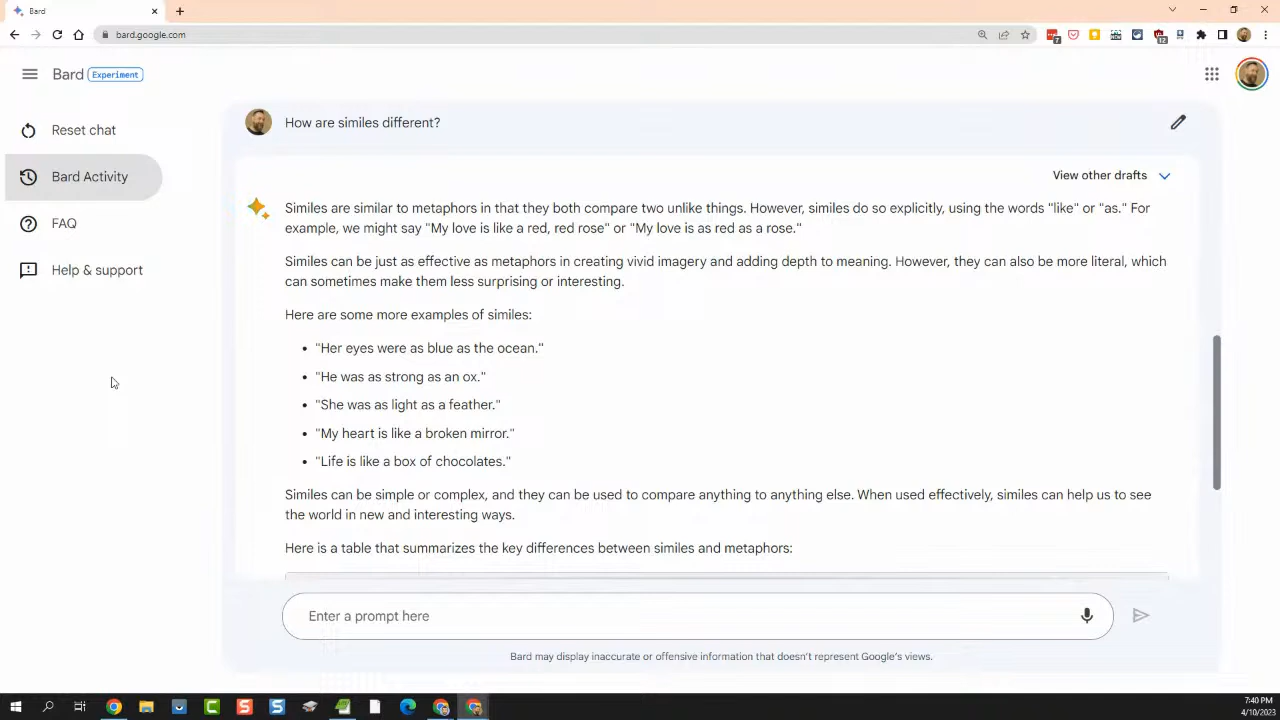 Bard
bard.google.com
7
12
Bard Experiment
Reset chat
Bard Activity
FAQ
Help & support
How are similes different?
View other drafts
Similes are similar to metaphors in that they both compare two unlike things. However, similes do so explicitly, using the words "like" or "as." For
example, we might say "My love is like a red, red rose" or "My love is as red as a rose."
Similes can be just as effective as metaphors in creating vivid imagery and adding depth to meaning. However, they can also be more literal, which
can sometimes make them less surprising or interesting.
Here are some more examples of similes:
• "Her eyes were as blue as the ocean."
• "He was as strong as an ox."
• "She was as light as a feather."
• "My heart is like a broken mirror."
• "Life is like a box of chocolates."
Similes can be simple or complex, and they can be used to compare anything to anything else. When used effectively, similes can help us to see
the world in new and interesting ways.
Here is a table that summarizes the key differences between similes and metaphors:
Enter a prompt here
Bard may display inaccurate or offensive information that doesn't represent Google's views.
7:40 PM
4/10/2023